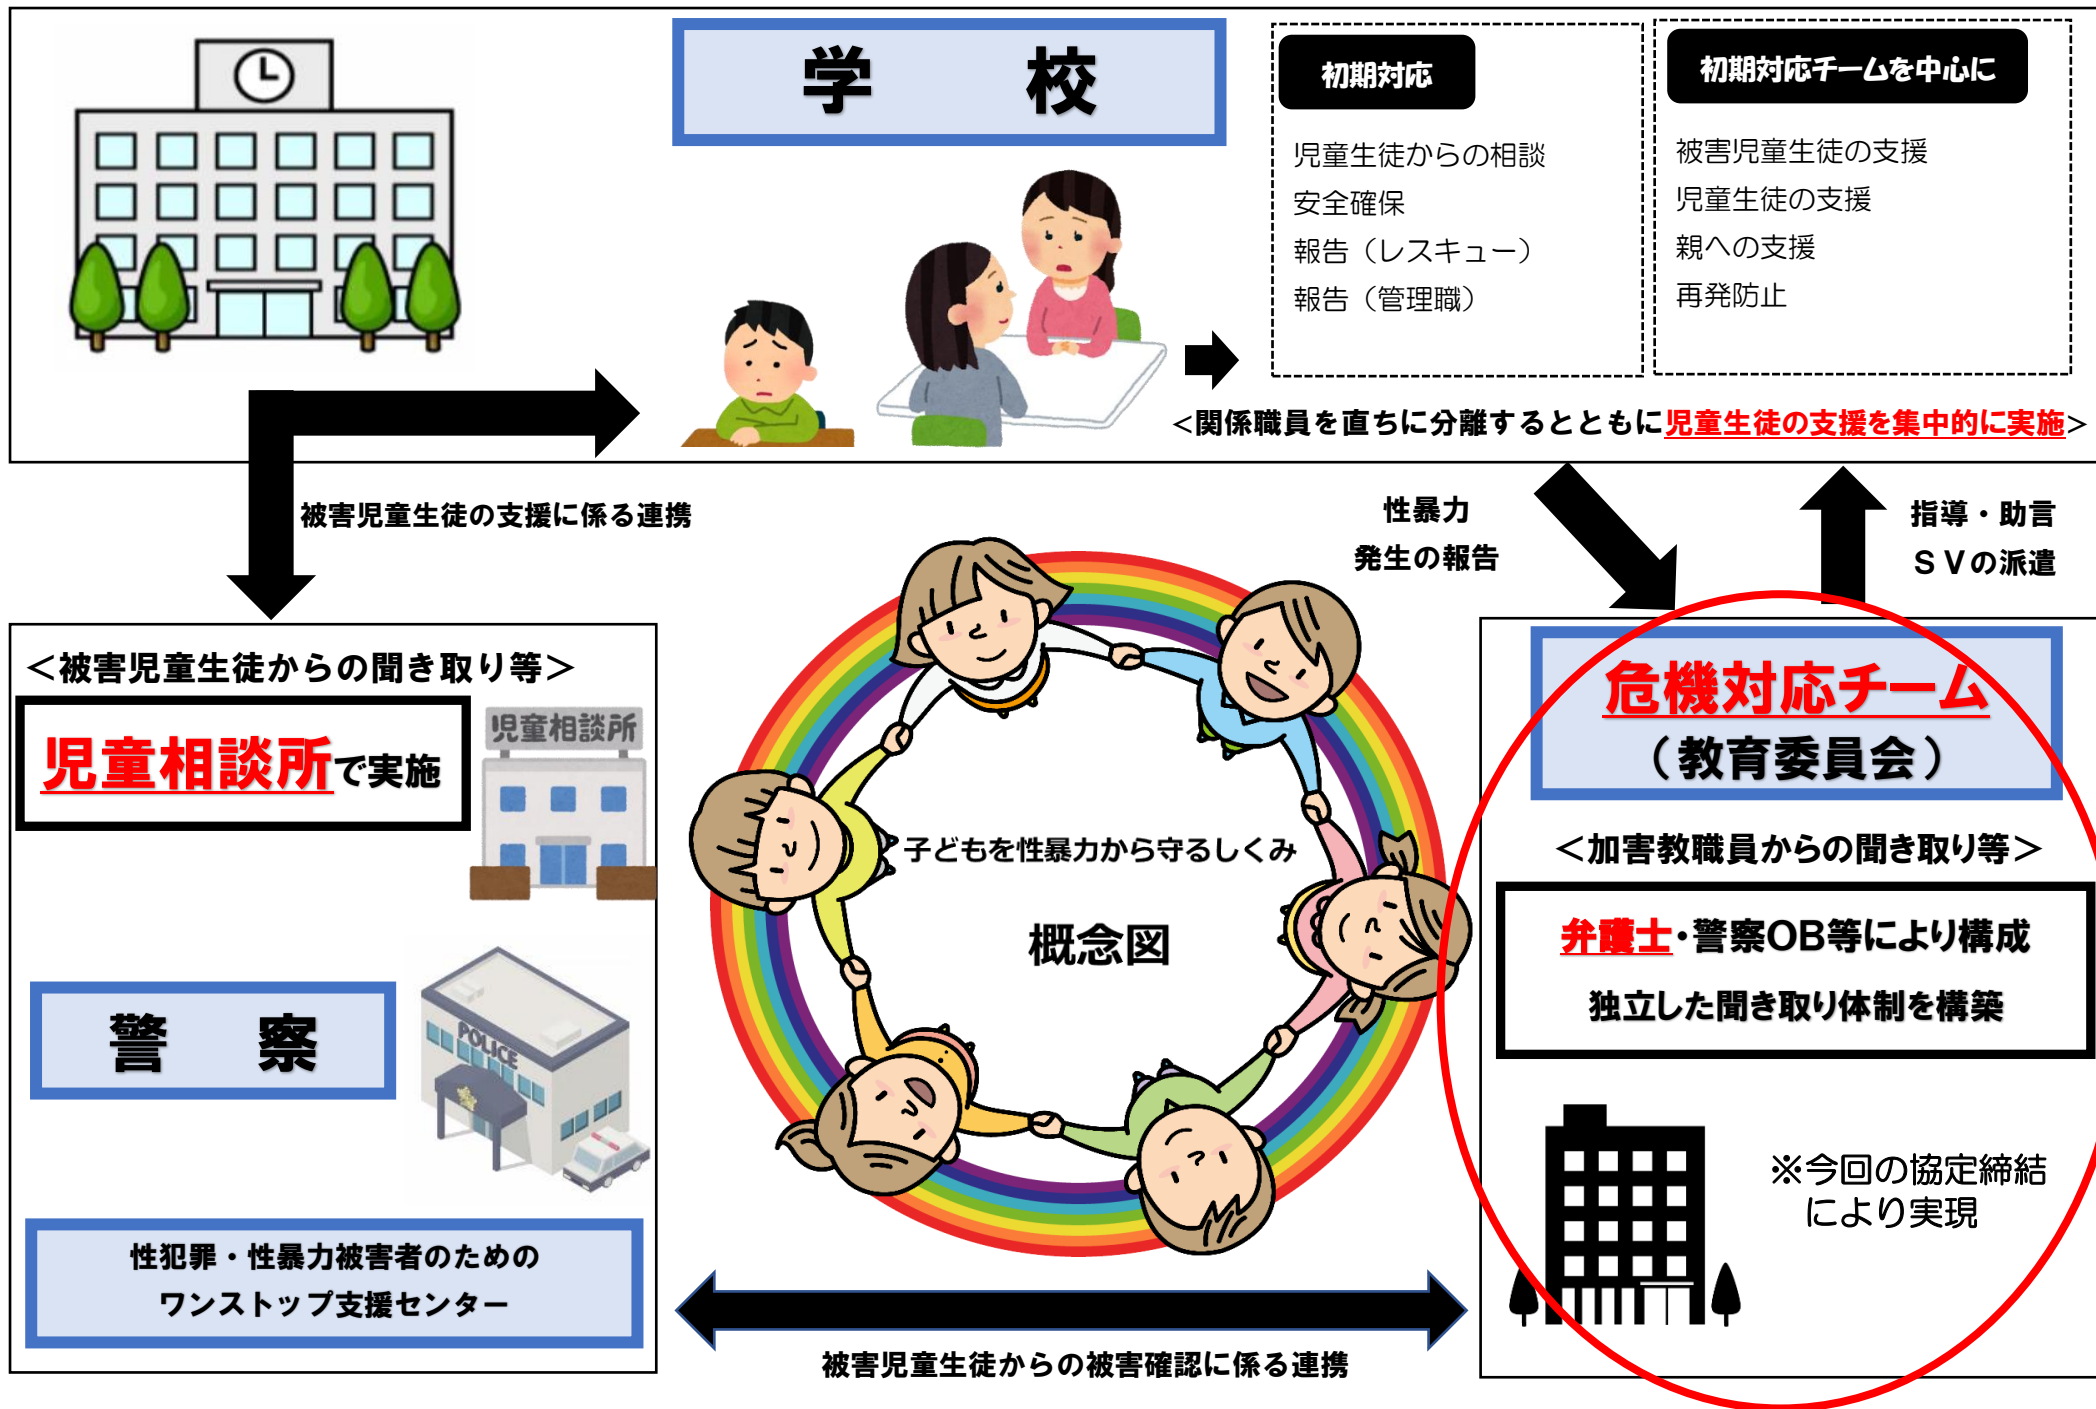 学 校
初期対応
児童生徒からの相談
安全確保
報告（レスキュー）
報告（管理職）
初期対応チームを中心に
被害児童生徒の支援
児童生徒の支援
親への支援
再発防止
<関係職員を直ちに分離するとともに児童生徒の支援を集中的に実施>
被害児童生徒の支援に係る連携
性暴力
発生の報告
指導・助言
ＳＶの派遣
＜被害児童生徒からの聞き取り等＞
児童相談所で実施
児童相談所
警 察
POLICE
性犯罪・性暴力被害者のための
ワンストップ支援センター
子どもを性暴力から守るしくみ
概念図
危機対応チーム
（教育委員会）
＜加害教職員からの聞き取り等＞
弁護士・警察OB等により構成
独立した聞き取り体制を構築
※今回の協定締結
により実現
被害児童生徒からの被害確認に係る連携